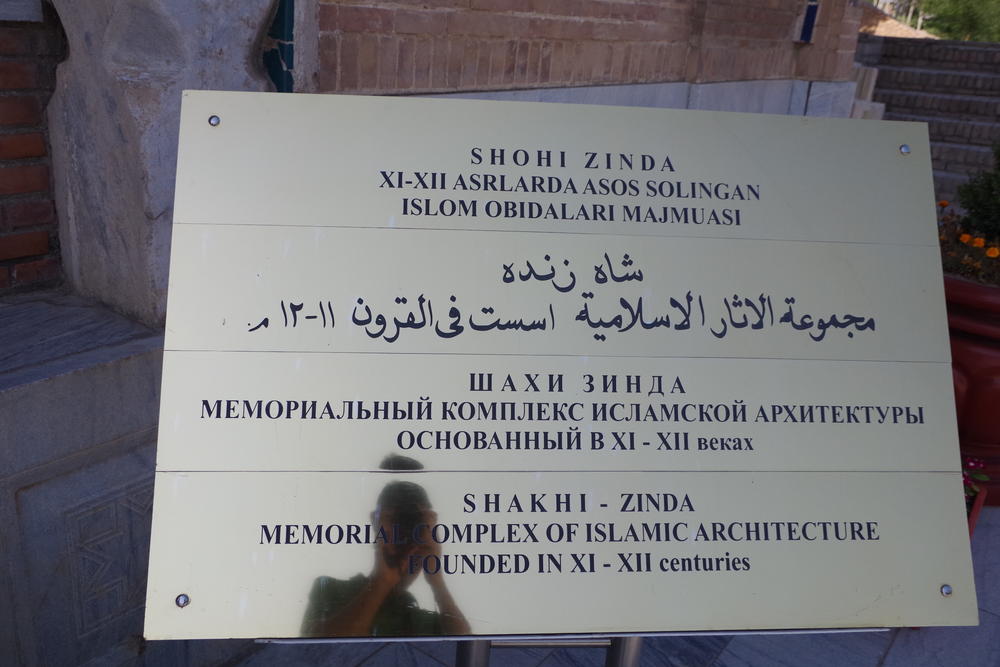 SHOHI ZINDA
XI-XII ASRLARDA ASOS SOLINGAN
ISLOM OBIDALARI MAJMUASI
شاه زنده
مجموعة الاثار الاسلامية اسست فى القرون ١١-١٢ م
ШАХИ ЗИНДА
МЕМОРИАЛЬНЫЙ КОМПЛЕКС ИСЛАМСКОЙ АРХИТЕКТУРЫ
ОСНОВАННЫЙ В XI - XII веках
SHAKHI - ZINDA
MEMORIAL COMPLEX OF ISLAMIC ARCHITECTURE
FOUNDED IN XI - XII centuries